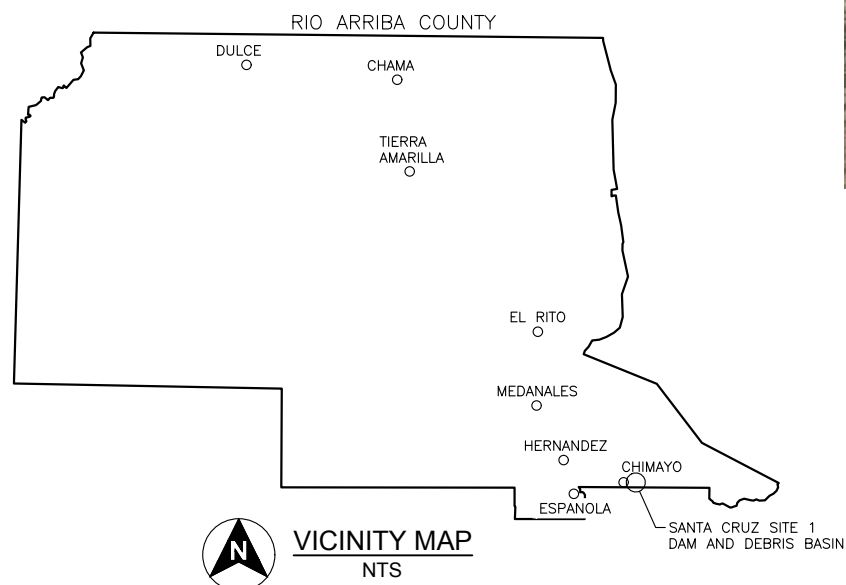 RIO ARRIBA COUNTY
DULCE
CHAMA
TIERRA
AMARILLA
EL RITO
MEDANALES
HERNANDEZ
CHIMAYO
ESPANOLA
SANTA CRUZ SITE 1
DAM AND DEBRIS BASIN
N
VICINITY MAP
NTS